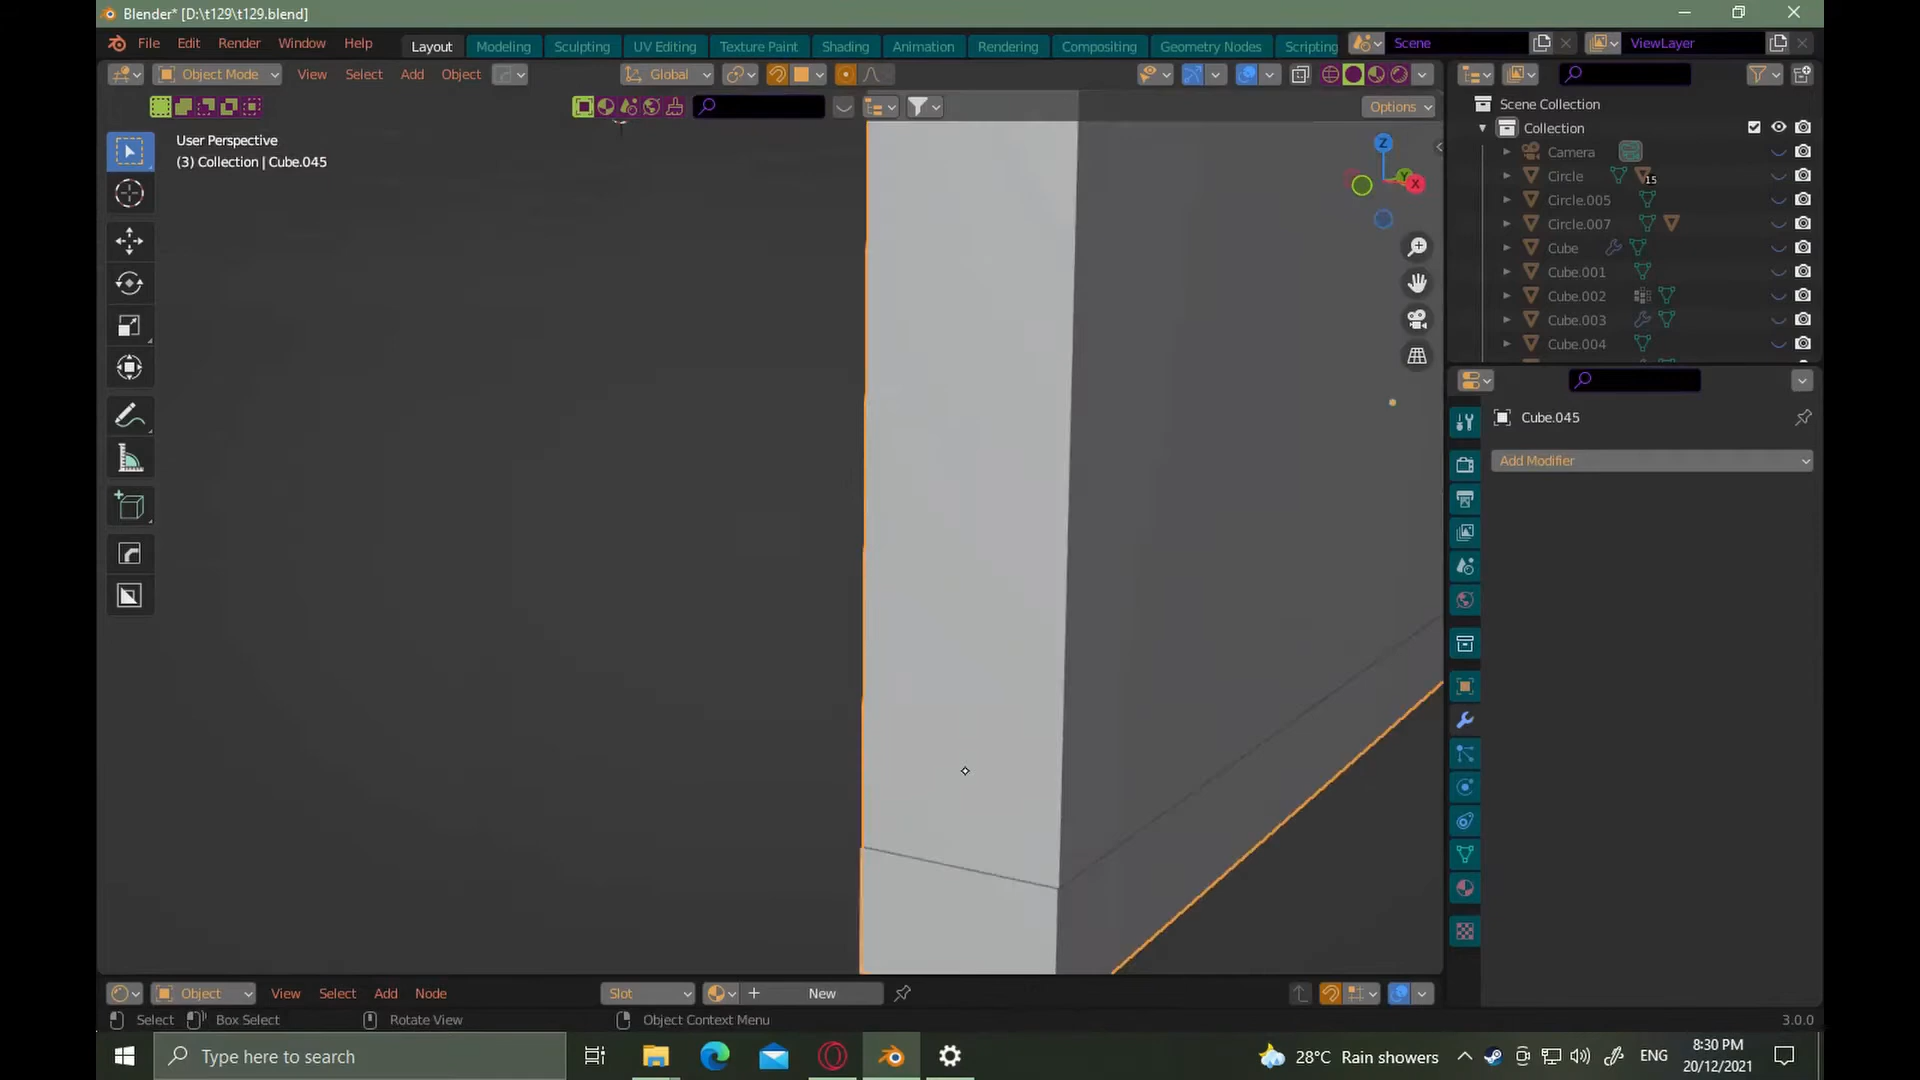 Blender* [D:\t129\t129.blend]
File Edit Render Window Help
Layout Modeling Sculpting UV Editing Texture Paint Shading Animation Rendering Compositing Geometry Nodes Scripting
Scene
ViewLayer
Object Mode View Select Add Object
Global
Options
User Perspective
(3) Collection | Cube.045
Z
Y
X
Scene Collection
Collection
Camera
Circle 15
Circle.005
Circle.007
Cube
Cube.001
Cube.002
Cube.003
Cube.004
Cube.045
Add Modifier
Object View Select Add Node
Slot
New
Select Box Select Rotate View Object Context Menu
3.0.0
Type here to search
28°C Rain showers
ENG
8:30 PM
20/12/2021